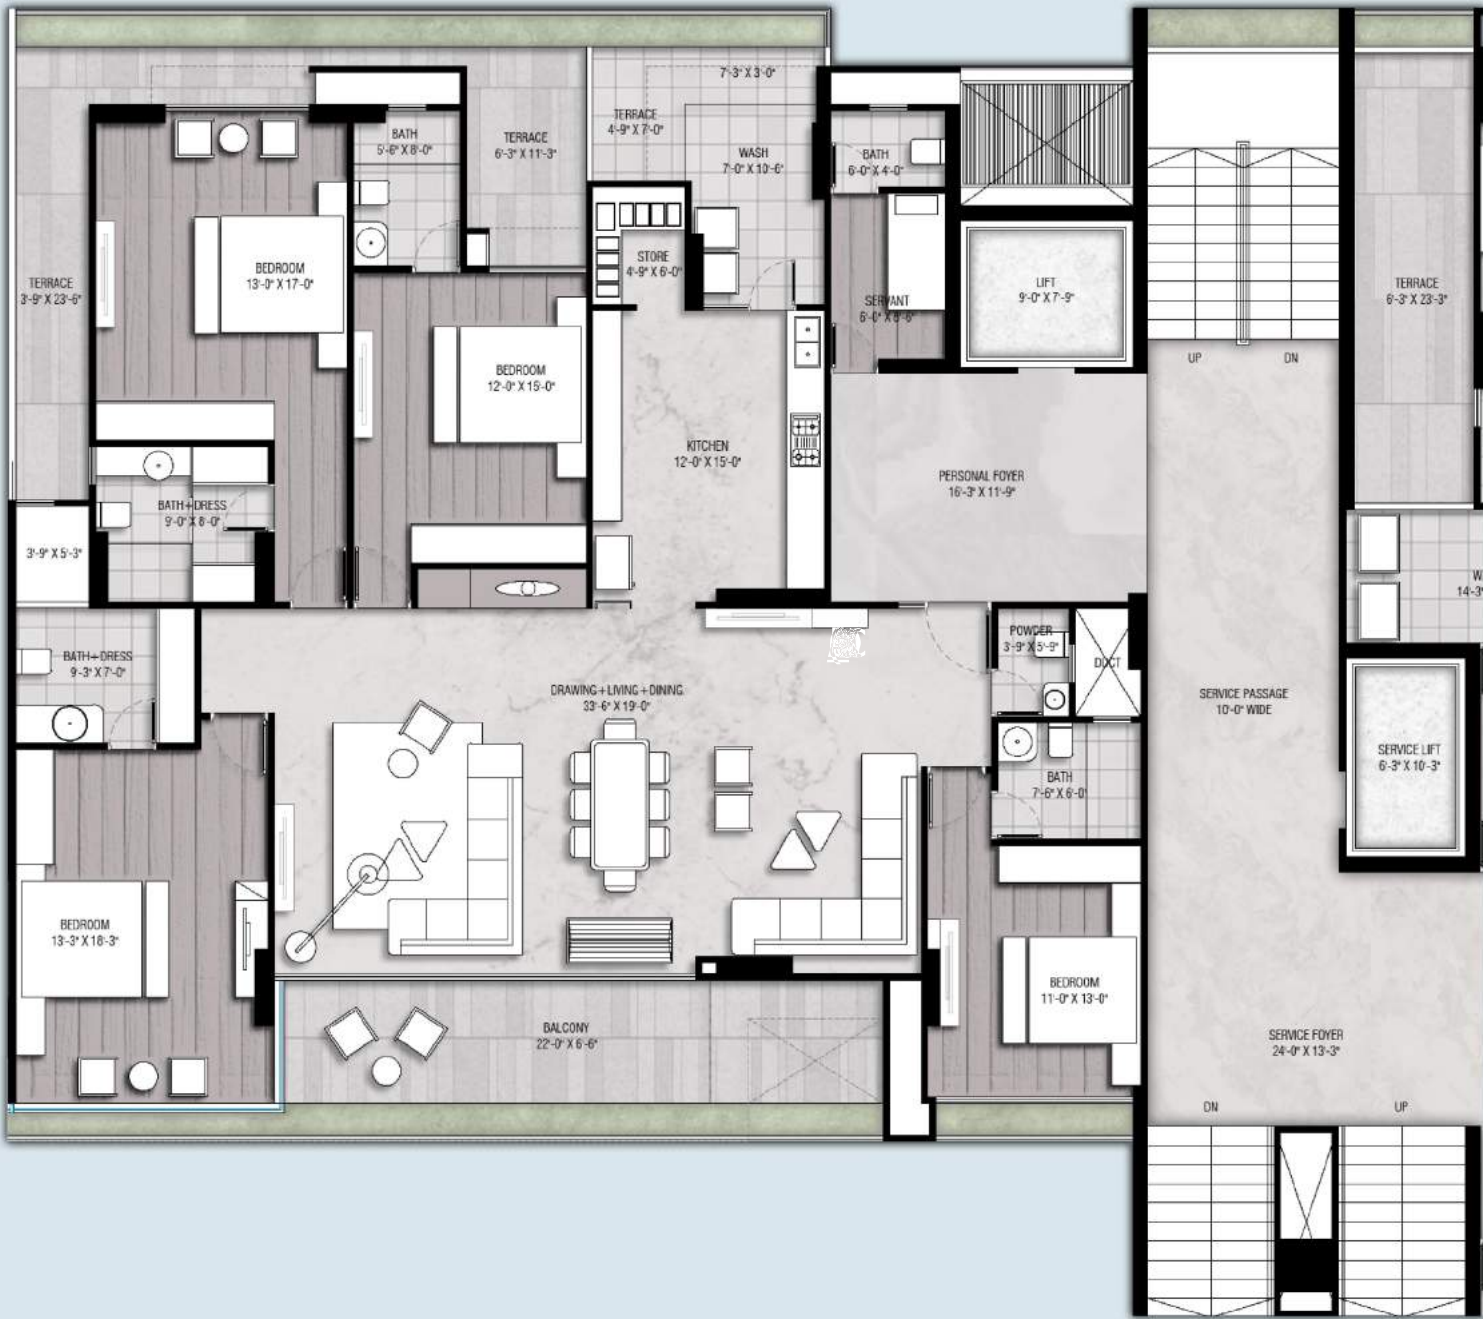 7'-3" X 3'-0"
TERRACE
4'-9" X 7'-0"
BATH
5'-6" X 8'-0"
TERRACE
6'-3" X 11'-3"
WASH
7'-0" X 10'-6"
BATH
6'-0" X 4'-0"
BEDROOM
13'-0" X 17'-0"
STORE
4'-9" X 6'-0"
TERRACE
3'-9" X 23'-6"
SERVANT
6'-0" X 8'-6"
LIFT
9'-0" X 7'-9"
TERRACE
6'-3" X 23'-3"
UP
DN
BEDROOM
12'-0" X 15'-0"
KITCHEN
12'-0" X 15'-0"
PERSONAL FOYER
16'-3" X 11'-9"
BATH+DRESS
9'-0" X 8'-0"
3'-9" X 5'-3"
W
14'-3"
BATH+DRESS
9'-3" X 7'-0"
POWDER
3'-9" X 5'-9"
DUCT
DRAWING+LIVING+DINING
33'-6" X 19'-0"
SERVICE PASSAGE
10'-0" WIDE
SERVICE LIFT
6'-3" X 10'-3"
BATH
7'-6" X 6'-0"
BEDROOM
13'-3" X 18'-3"
BEDROOM
11'-0" X 13'-0"
BALCONY
22'-0" X 6'-6"
SERVICE FOYER
24'-0" X 13'-3"
DN
UP